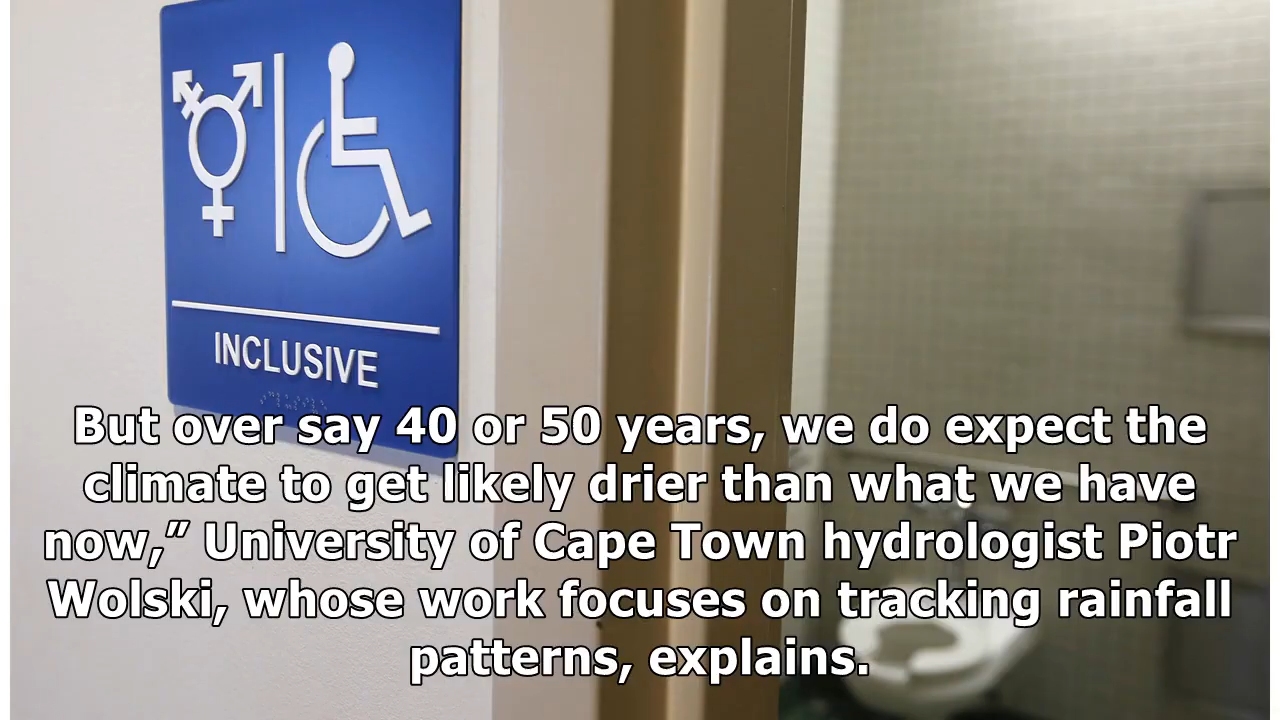 INCLUSIVE
But over say 40 or 50 years, we do expect the
climate to get likely drier than what we have
now,” University of Cape Town hydrologist Piotr
Wolski, whose work focuses on tracking rainfall
patterns, explains.